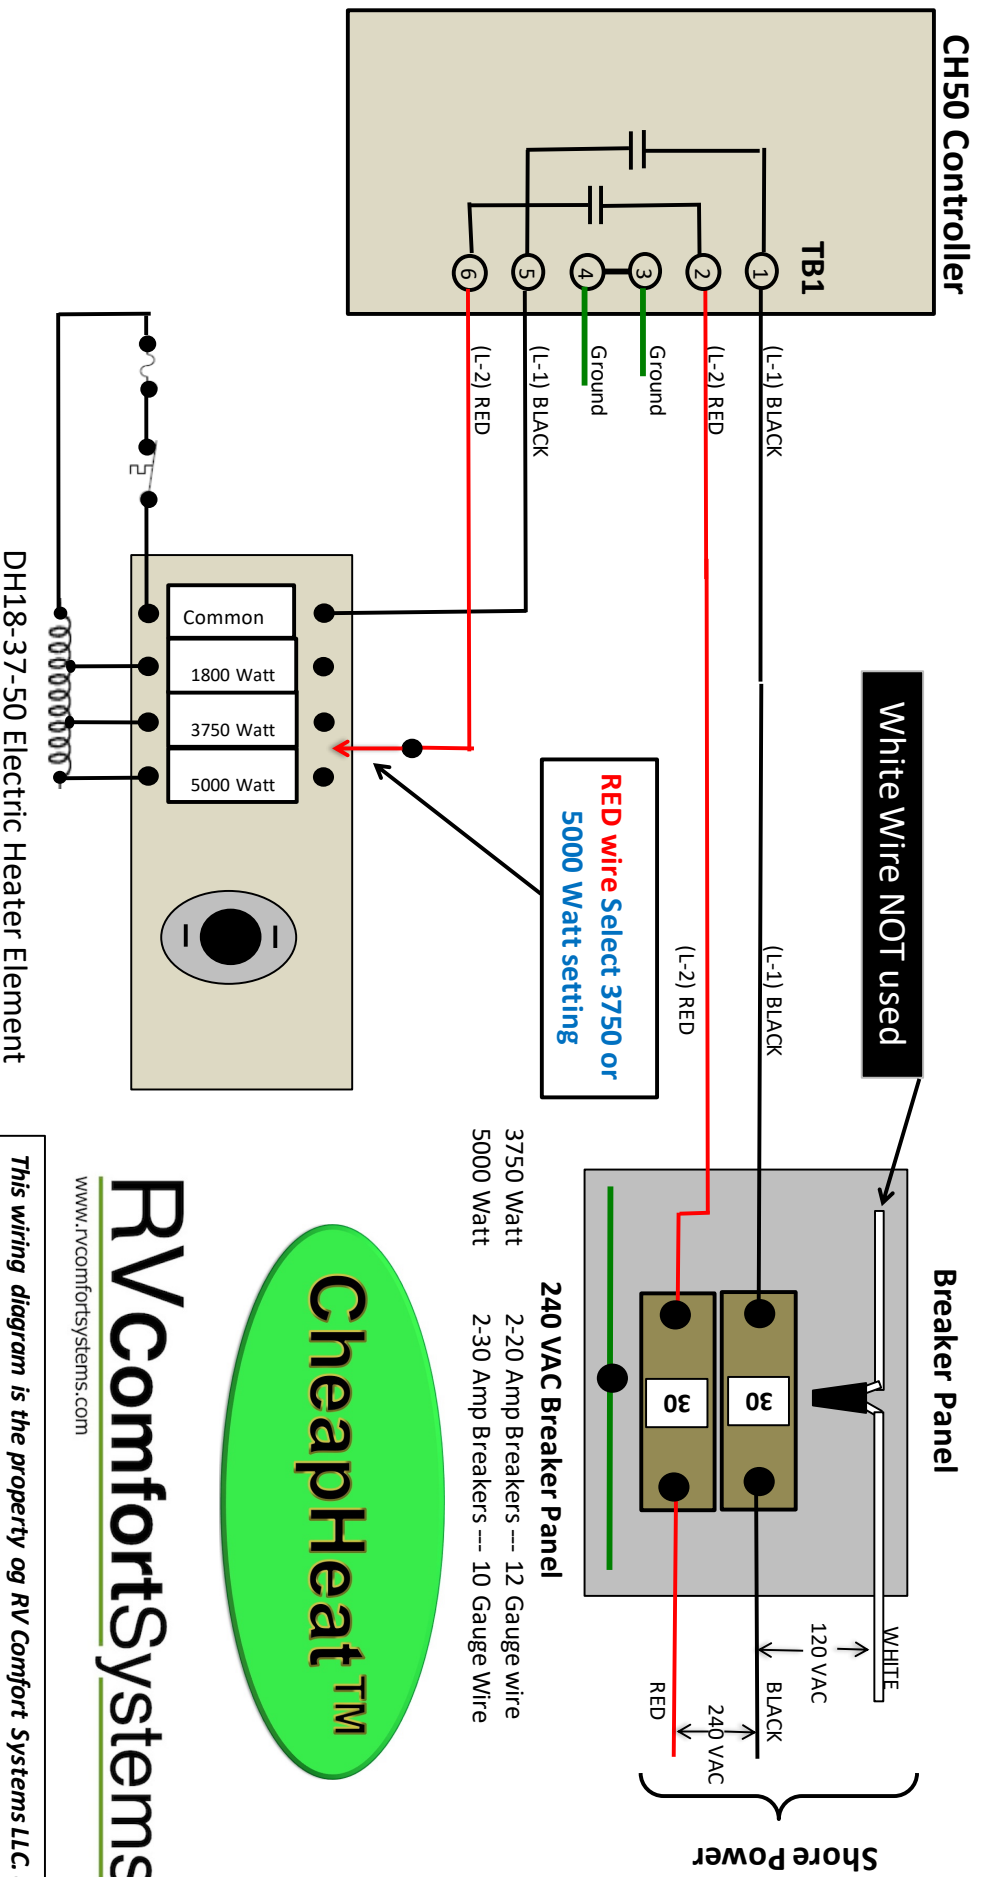 CH50 Controller
TB1
1
2
3
4
5
6
(L-1) BLACK
(L-2) RED
Ground
Ground
(L-1) BLACK
(L-2) RED
White Wire NOT used
(L-1) BLACK
(L-2) RED
RED wire Select 3750 or
5000 Watt setting
Common
1800 Watt
3750 Watt
5000 Watt
DH18-37-50 Electric Heater Element
Breaker Panel
30
30
WHITE
120 VAC
BLACK
240 VAC
RED
Shore Power
240 VAC Breaker Panel
3750 Watt 2-20 Amp Breakers --- 12 Gauge wire
5000 Watt 2-30 Amp Breakers --- 10 Gauge Wire
CheapHeat™
RVcomfortSystems
www.rvcomfortsystems.com
This wiring diagram is the property og RV Comfort Systems LLC.